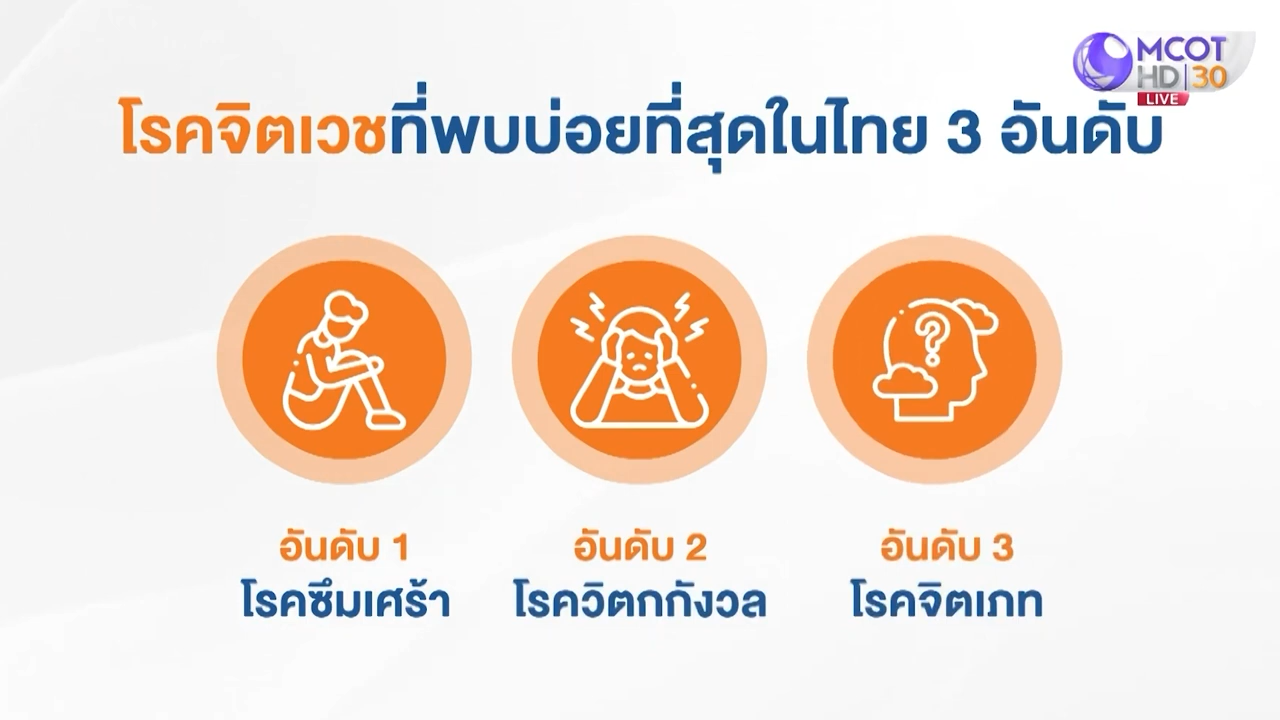 MCOT
HD 30
LIVE
โรคจิตเวชที่พบบ่อยที่สุดในไทย 3 อันดับ
อันดับ 1
โรคซึมเศร้า
อันดับ 2
โรควิตกกังวล
อันดับ 3
โรคจิตเภท